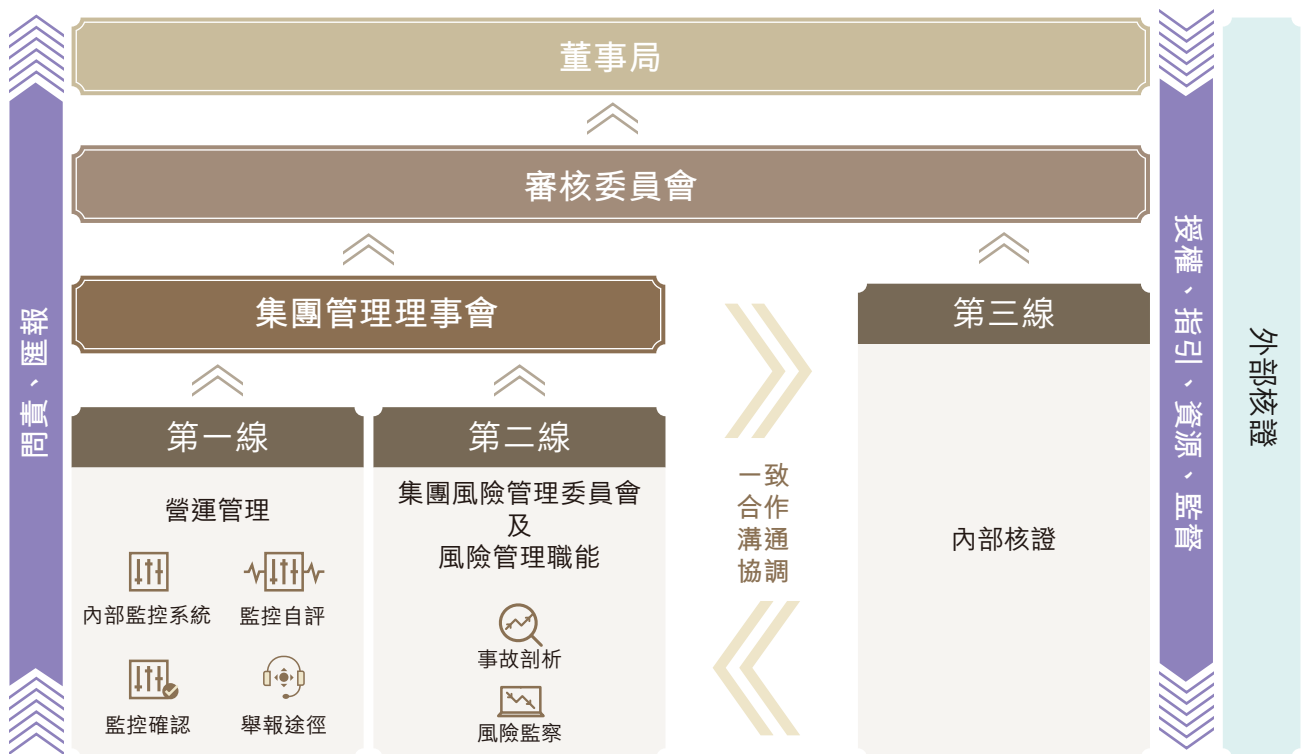 董事局
審核委員會
集團管理理事會
第一線
營運管理
內部監控系統
監控自評
監控確認
舉報途徑
第二線
集團風險管理委員會
及
風險管理職能
事故剖析
風險監察
一致
合作
溝通
協調
第三線
內部核證
問責、匯報
授權、指引、資源、監督
外部核證